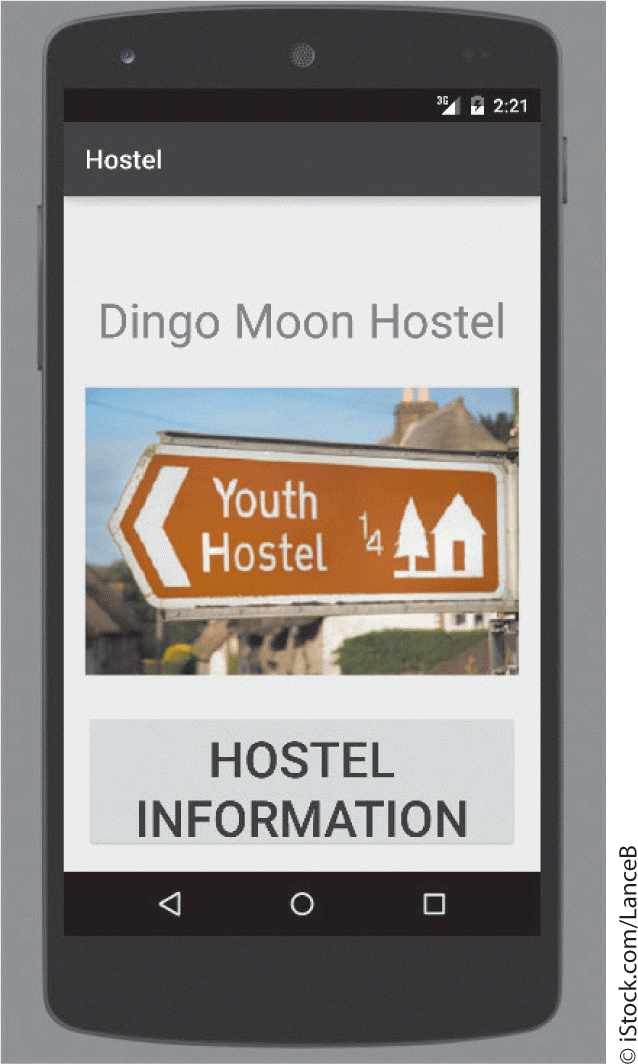 3G 2:21
Hostel
Dingo Moon Hostel
Youth
Hostel
1/4
HOSTEL
INFORMATION
© iStock.com/LanceB